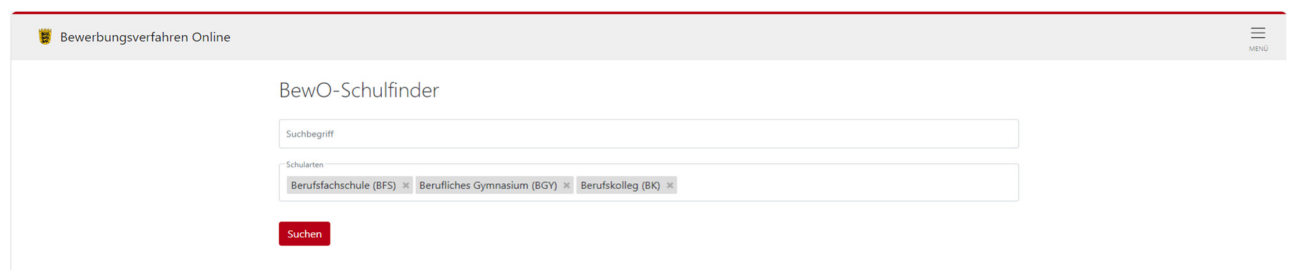 Bewerbungsverfahren Online
MENÜ
BewO-Schulfinder
Suchbegriff
Schularten
Berufsfachschule (BFS) × Berufliches Gymnasium (BGY) × Berufskolleg (BK) ×
Suchen